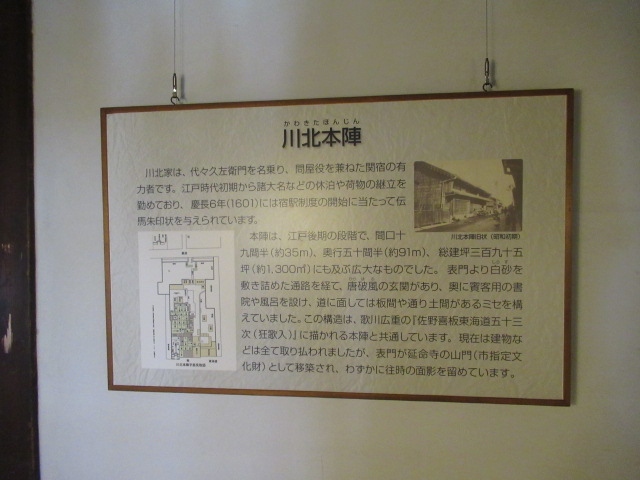 かわきたほんじん
川北本陣
川北家は、代々久左衛門を名乗り、問屋役を兼ねた関宿の有
力者です。江戸時代初期から諸大名などの休泊や荷物の継立を
勤めており、慶長6年(1601)には宿駅制度の開始に当たって伝
馬朱印状を与えられています。
川北本陣旧状(昭和初期)
本陣は、江戸後期の段階で、間口十
九間半(約35m)、奥行五十間半(約91m)、総建坪三百九十五
坪(約1,300㎡)にも及ぶ広大なものでした。表門より白砂を
敷き詰めた通路を経て、唐破風の玄関があり、奥に賓客用の書
院や風呂を設け、道に面しては板間や通り土間があるミセを構
えていました。この構造は、歌川広重の『佐野喜板東海道五十三
次(狂歌入)』に描かれる本陣と共通しています。現在は建物な
どは全て取り払われましたが、表門が延命寺の山門(市指定文
化財)として移築され、わずかに往時の面影を留めています。